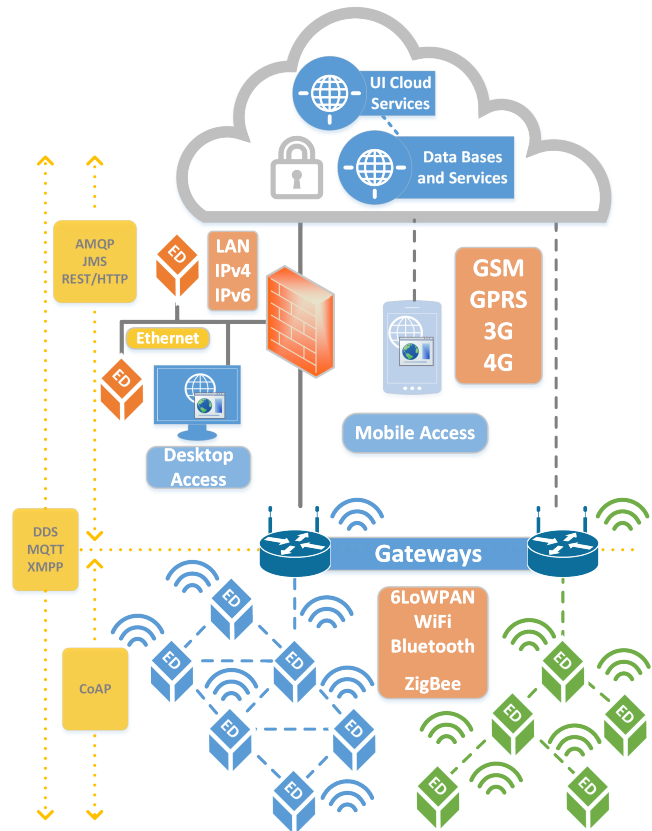 UI Cloud
Services
Data Bases
and Services
AMQP
JMS
REST/HTTP
ED
LAN
IPv4
IPv6
GSM
GPRS
3G
4G
Ethernet
ED
Desktop
Access
Mobile Access
DDS
MQTT
XMPP
Gateways
6LoWPAN
WiFi
Bluetooth
ZigBee
CoAP
ED
ED
ED
ED
ED
ED
ED
ED
ED
ED
ED